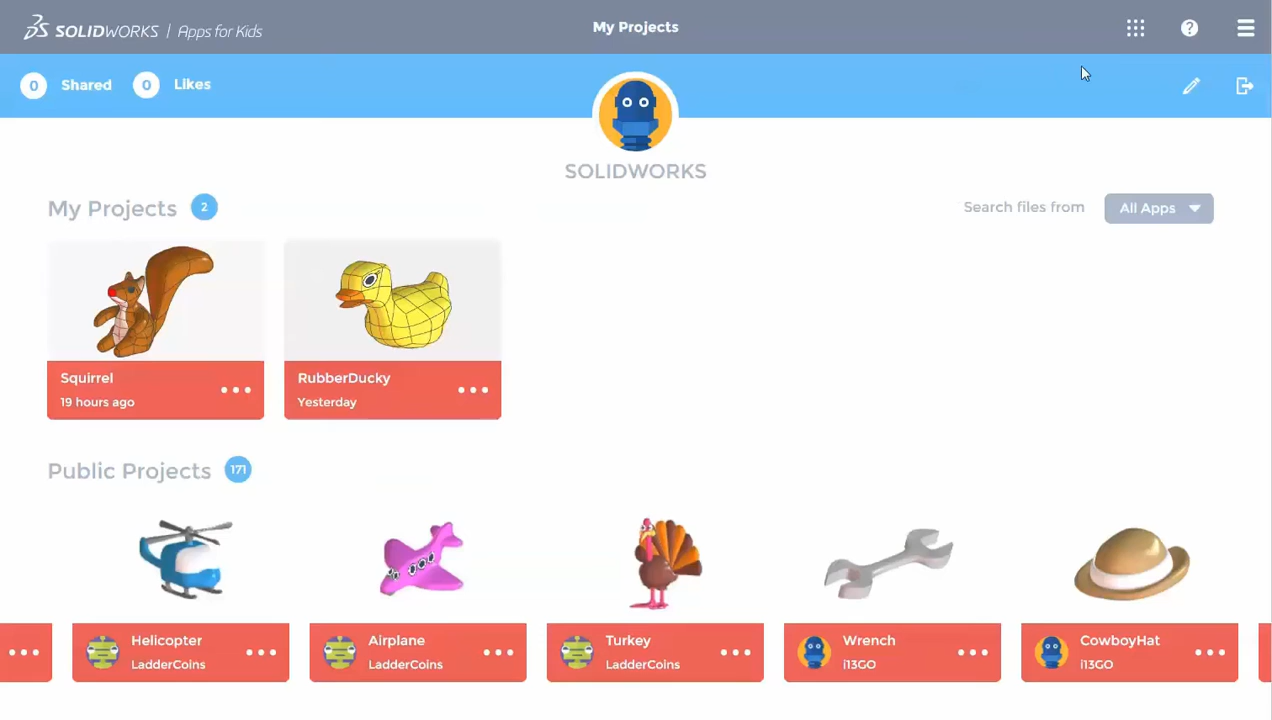 SOLIDWORKS | Apps for Kids
My Projects
?
0 Shared 0 Likes
SOLIDWORKS
My Projects 2
Search files from All Apps
Squirrel
19 hours ago
RubberDucky
Yesterday
Public Projects 171
Helicopter
LadderCoins
Airplane
LadderCoins
Turkey
LadderCoins
Wrench
i13GO
CowboyHat
i13GO